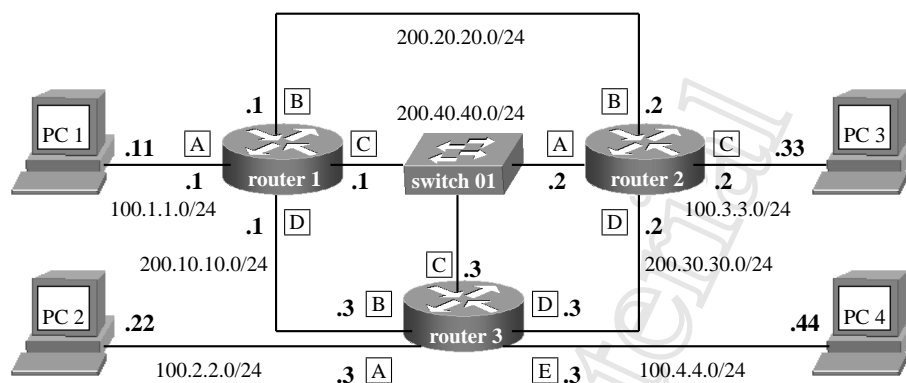 200.20.20.0/24
.1 B
B .2
200.40.40.0/24
PC 1
.11
A
.1
router 1
C
.1
switch 01
A
.2
router 2
C
.2
.33
PC 3
100.1.1.0/24
100.3.3.0/24
.1 D
D .2
200.10.10.0/24
200.30.30.0/24
C .3
PC 2
.22
.3 B
router 3
D .3
.44
PC 4
100.2.2.0/24
.3 A
E .3
100.4.4.0/24